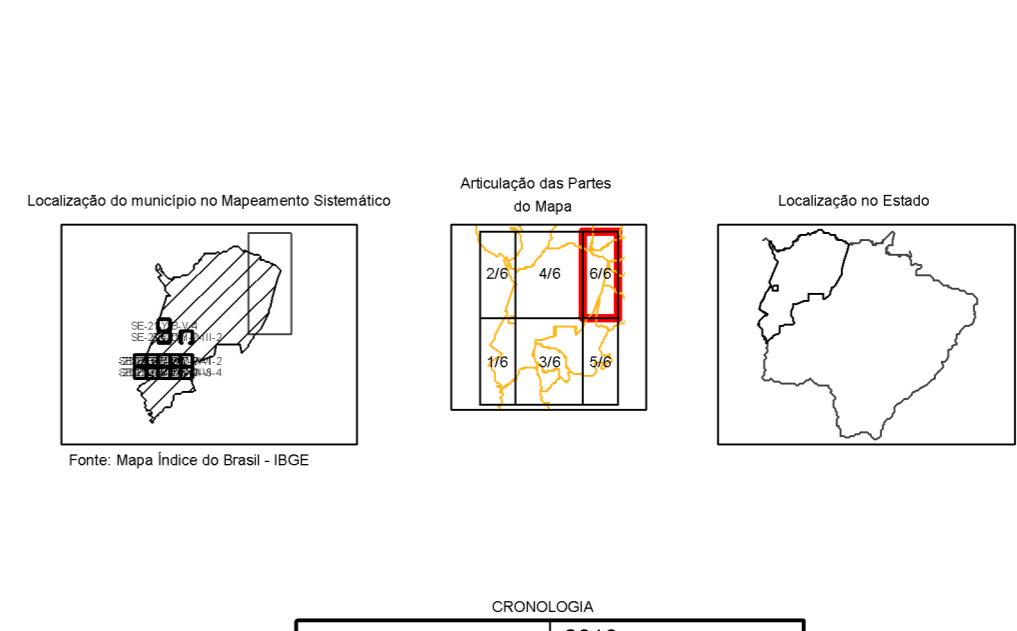 Articulação das Partes
do Mapa
Localização do município no Mapeamento Sistemático
Localização no Estado
2/6
4/6
6/6
1/6
3/6
5/6
Fonte: Mapa Índice do Brasil - IBGE
CRONOLOGIA